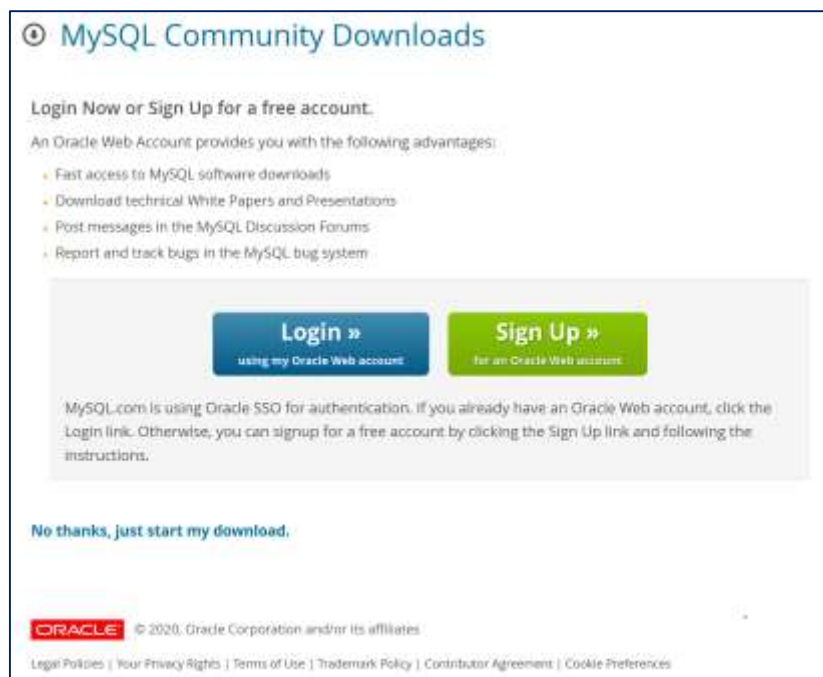 MySQL Community Downloads
Login Now or Sign Up for a free account.
An Oracle Web Account provides you with the following advantages:
Fast access to MySQL software downloads
Download technical White Papers and Presentations
Post messages in the MySQL Discussion Forums
Report and track bugs in the MySQL bug system
Login »
using my Oracle Web account
Sign Up »
for an Oracle Web account
MySQL.com is using Oracle SSO for authentication. If you already have an Oracle Web account, click the
Login link. Otherwise, you can signup for a free account by clicking the Sign Up link and following the
instructions.
No thanks, just start my download.
ORACLE © 2020, Oracle Corporation and/or its affiliates
Legal Policies | Your Privacy Rights | Terms of Use | Trademark Policy | Contributor Agreement | Cookie Preferences